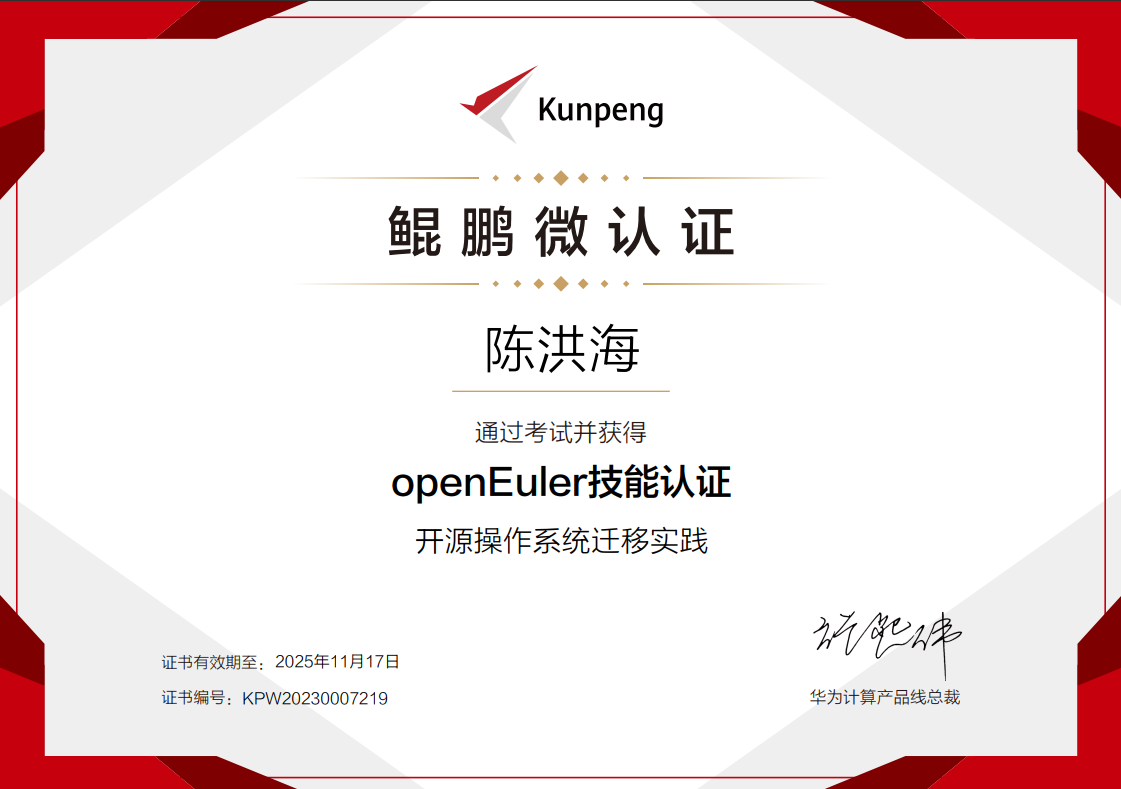 Kunpeng
鲲鹏微认证
陈洪海
通过考试并获得
openEuler技能认证
开源操作系统迁移实践
证书有效期至：2025年11月17日
证书编号：KPW20230007219
华为计算产品线总裁